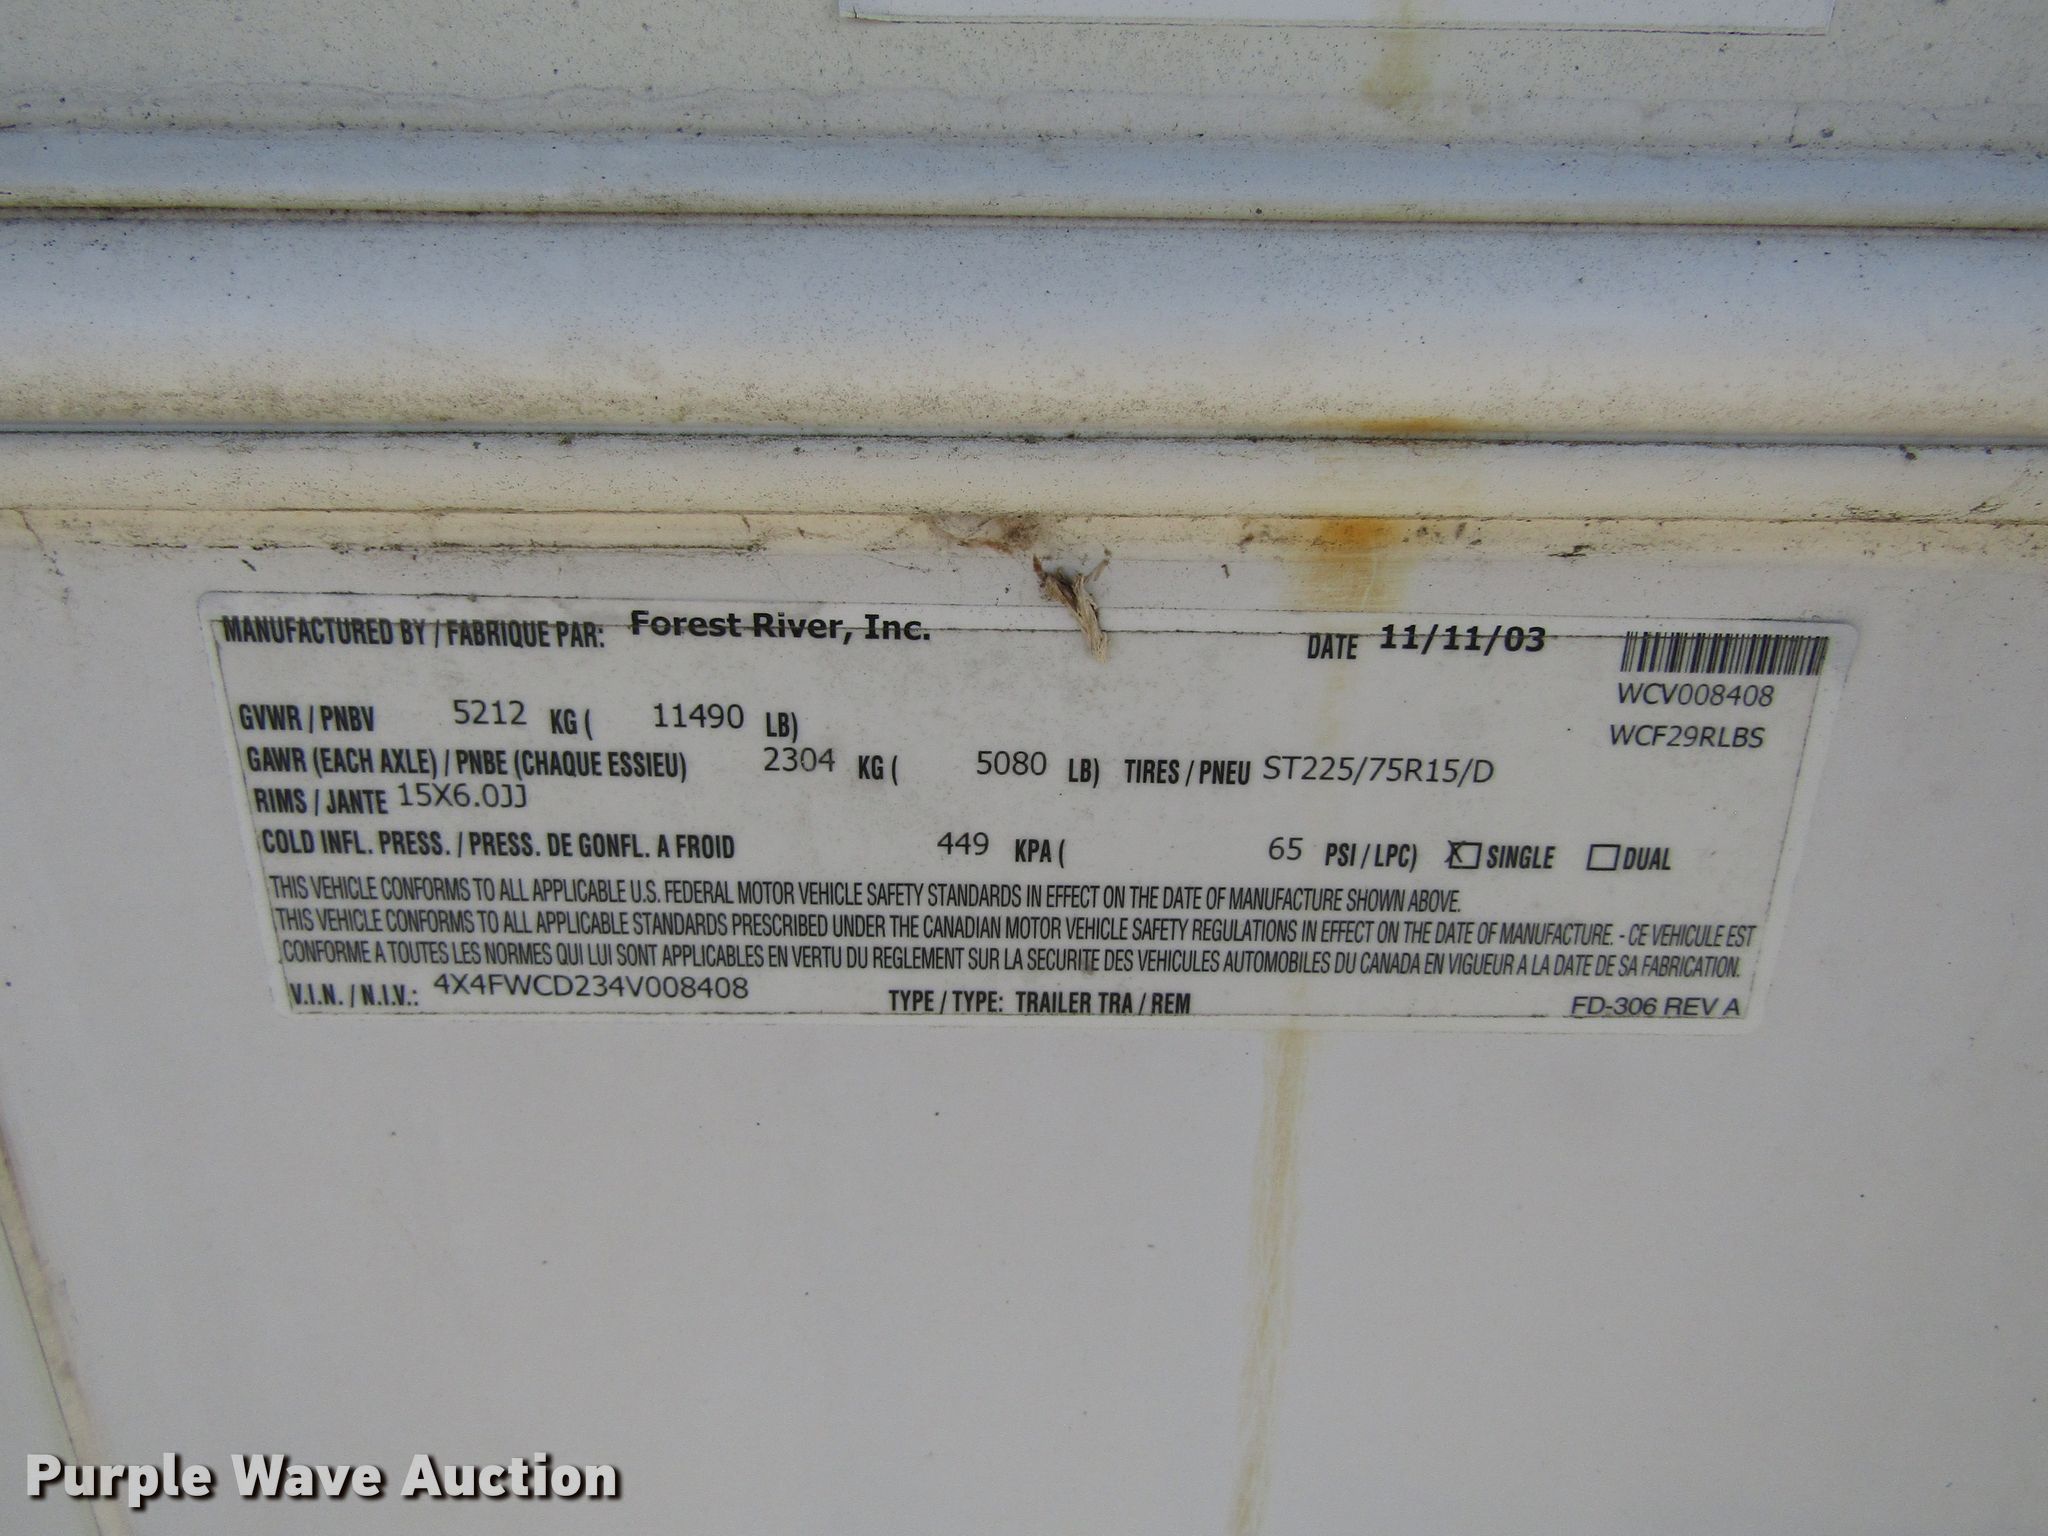 MANUFACTURED BY / FABRIQUE PAR: Forest River, Inc. DATE 11/11/03
WCV008408
GVWR / PNBV 5212 KG ( 11490 LB)
WCF29RLBS
GAWR (EACH AXLE) / PNBE (CHAQUE ESSIEU) 2304 KG ( 5080 LB) TIRES / PNEU ST225/75R15/D
RIMS / JANTE 15X6.0JJ
COLD INFL. PRESS. / PRESS. DE GONFL. A FROID 449 KPA ( 65 PSI / LPC) X SINGLE DUAL
THIS VEHICLE CONFORMS TO ALL APPLICABLE U.S. FEDERAL MOTOR VEHICLE SAFETY STANDARDS IN EFFECT ON THE DATE OF MANUFACTURE SHOWN ABOVE.
THIS VEHICLE CONFORMS TO ALL APPLICABLE STANDARDS PRESCRIBED UNDER THE CANADIAN MOTOR VEHICLE SAFETY REGULATIONS IN EFFECT ON THE DATE OF MANUFACTURE. - CE VEHICULE EST
CONFORME A TOUTES LES NORMES QUI LUI SONT APPLICABLES EN VERTU DU REGLEMENT SUR LA SECURITE DES VEHICULES AUTOMOBILES DU CANADA EN VIGUEUR A LA DATE DE SA FABRICATION.
V.I.N. / N.I.V.: 4X4FWCD234V008408 TYPE / TYPE: TRAILER TRA / REM FD-306 REV A
Purple Wave Auction